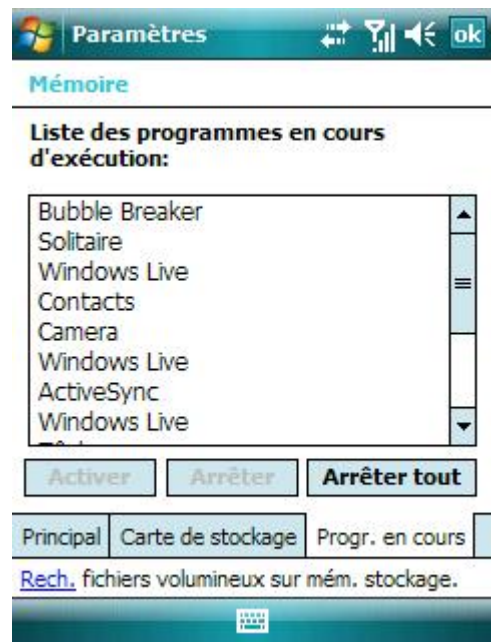 Paramètres
ok
Mémoire
Liste des programmes en cours
d'exécution:
Bubble Breaker
Solitaire
Windows Live
Contacts
Camera
Windows Live
ActiveSync
Windows Live
Activer Arrêter Arrêter tout
Principal Carte de stockage Progr. en cours
Rech. fichiers volumineux sur mém. stockage.